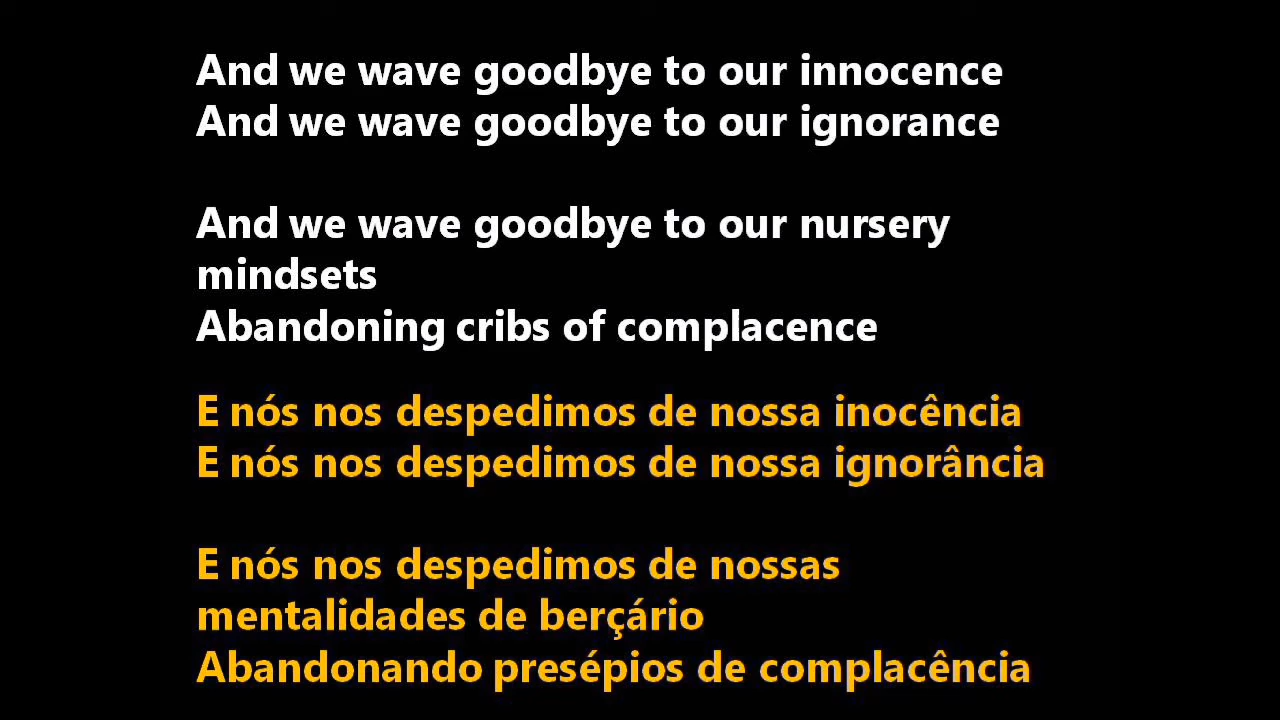 And we wave goodbye to our innocence
And we wave goodbye to our ignorance
And we wave goodbye to our nursery
mindsets
Abandoning cribs of complacence
E nós nos despedimos de nossa inocência
E nós nos despedimos de nossa ignorância
E nós nos despedimos de nossas
mentalidades de berçário
Abandonando presépios de complacência